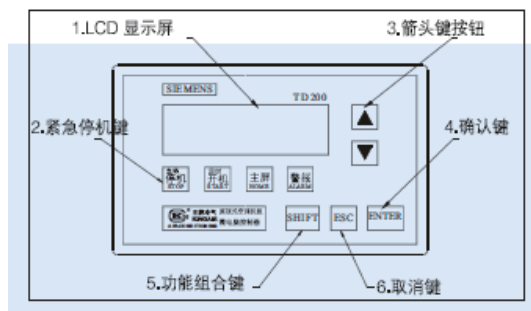 1.LCD 显示屏
3.箭头键按钮
SIEMENS
TD200
2.紧急停机键
4.确认键
停机
STOP
开机
START
主屏
HOME
警报
ALARM
SHIFT
ESC
ENTER
5.功能组合键
6.取消键